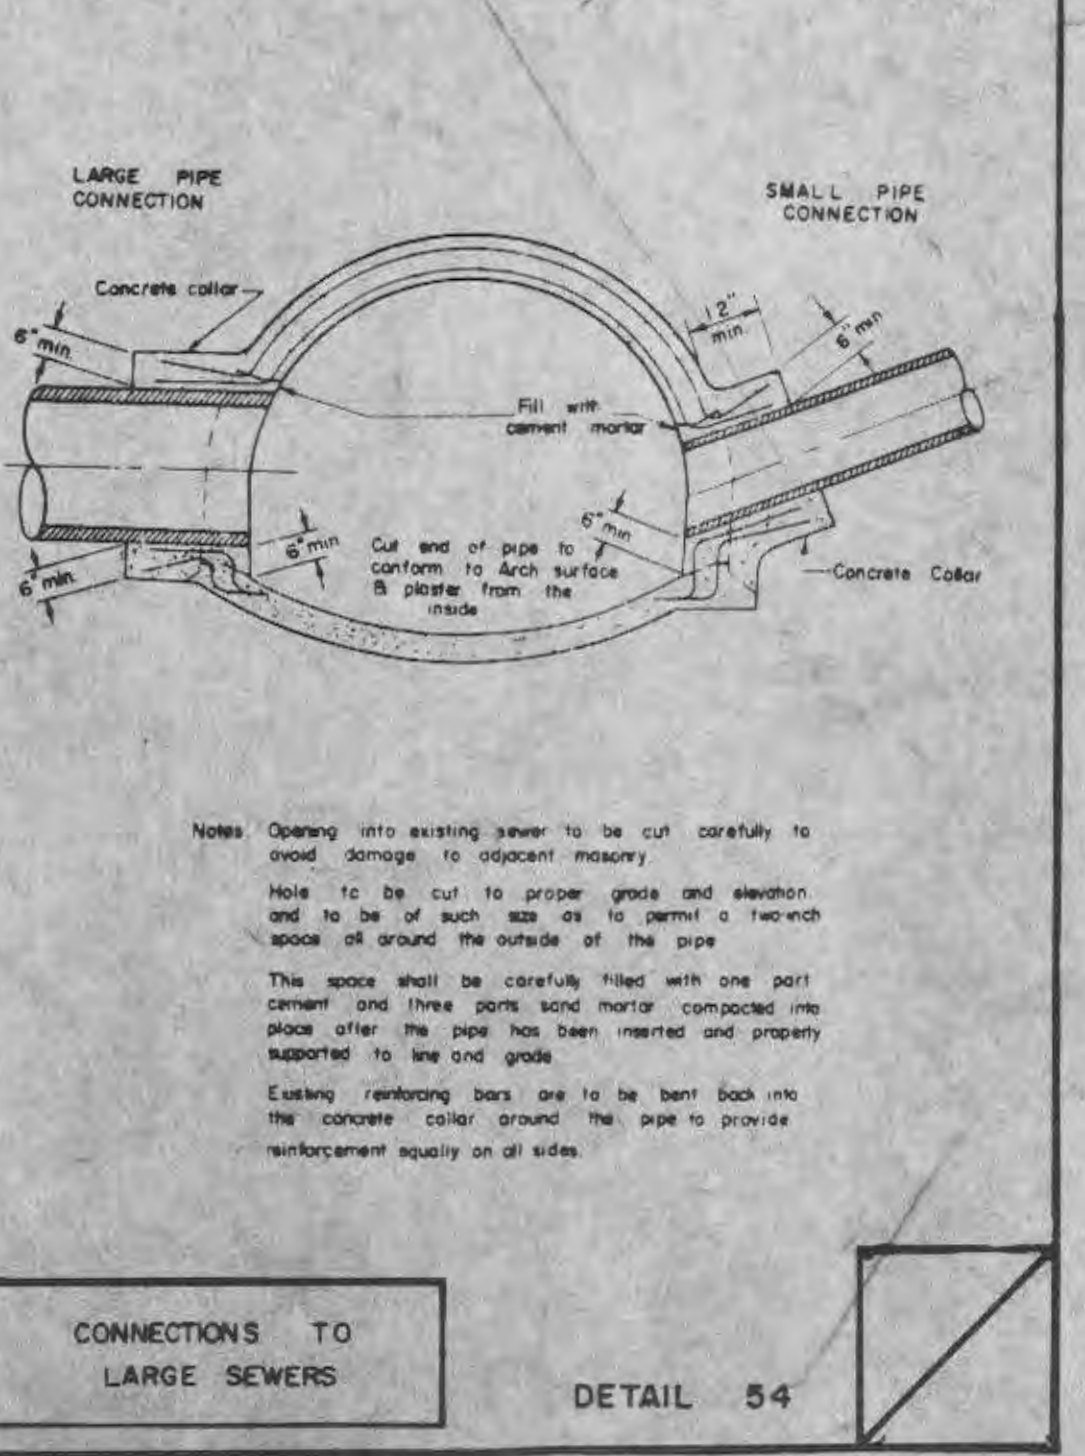 LARGE PIPE
CONNECTION
SMALL PIPE
CONNECTION
Concrete collar
6" min.
12"
min.
6" min
Fill with
cement mortar
6" min
6" min
6" min.
Cut end of pipe to
conform to Arch surface
& plaster from the
inside
Concrete Collar
Notes: Opening into existing sewer to be cut carefully to
avoid damage to adjacent masonry
Hole to be cut to proper grade and elevation
and to be of such size as to permit a two-inch
space all around the outside of the pipe
This space shall be carefully filled with one part
cement and three parts sand mortar compacted into
place after the pipe has been inserted and properly
supported to line and grade
Existing reinforcing bars are to be bent back into
the concrete collar around the pipe to provide
reinforcement equally on all sides.
CONNECTIONS TO
LARGE SEWERS
DETAIL 54